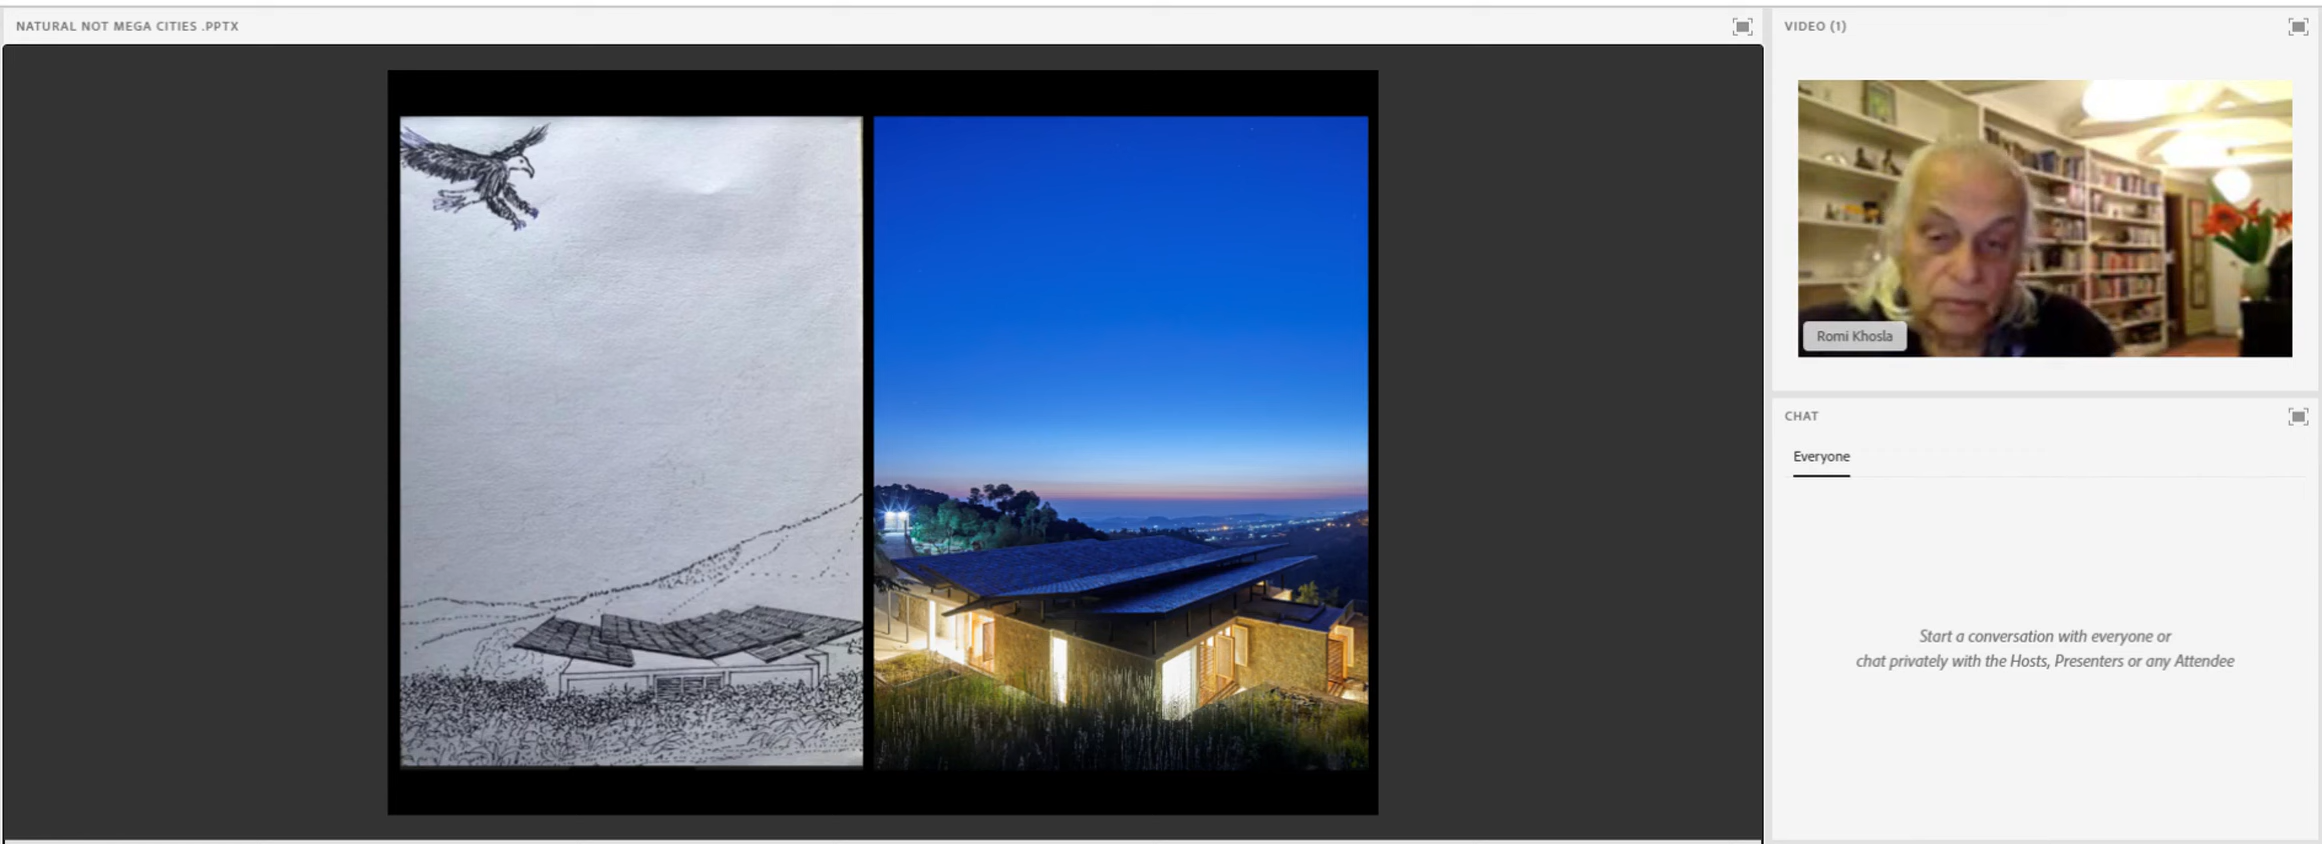 NATURAL NOT MEGA CITIES .PPTX
VIDEO (1)
Romi Khosla
CHAT
Everyone
Start a conversation with everyone or
chat privately with the Hosts, Presenters or any Attendee